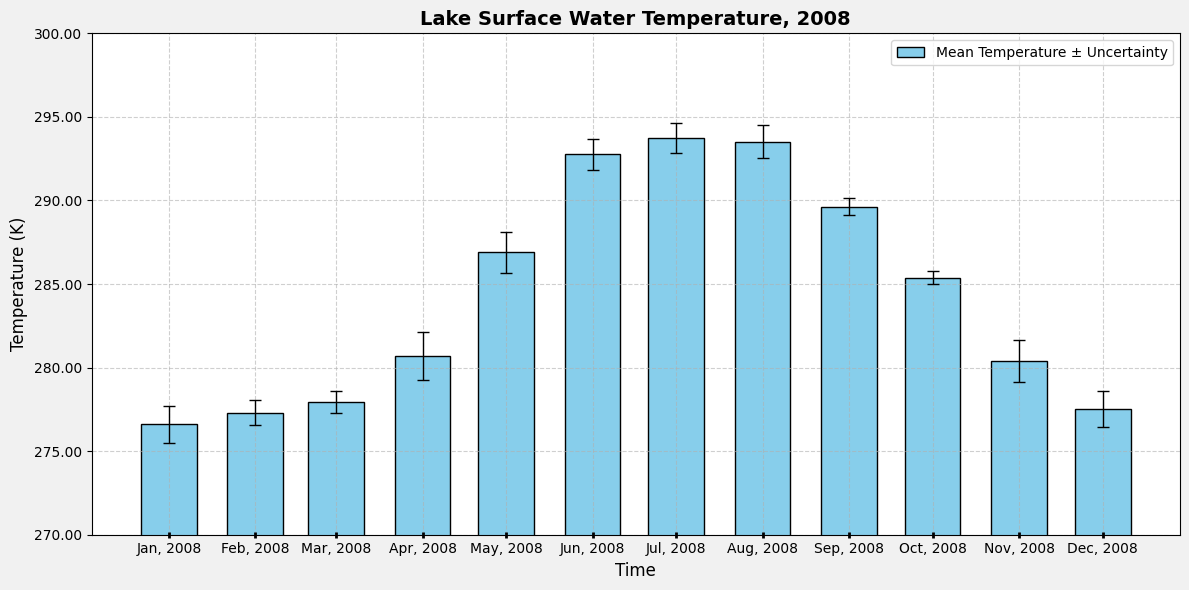 Lake Surface Water Temperature, 2008
Mean Temperature ± Uncertainty
Temperature (K)
300.00
295.00
290.00
285.00
280.00
275.00
270.00
Jan, 2008 Feb, 2008 Mar, 2008 Apr, 2008 May, 2008 Jun, 2008 Jul, 2008 Aug, 2008 Sep, 2008 Oct, 2008 Nov, 2008 Dec, 2008
Time